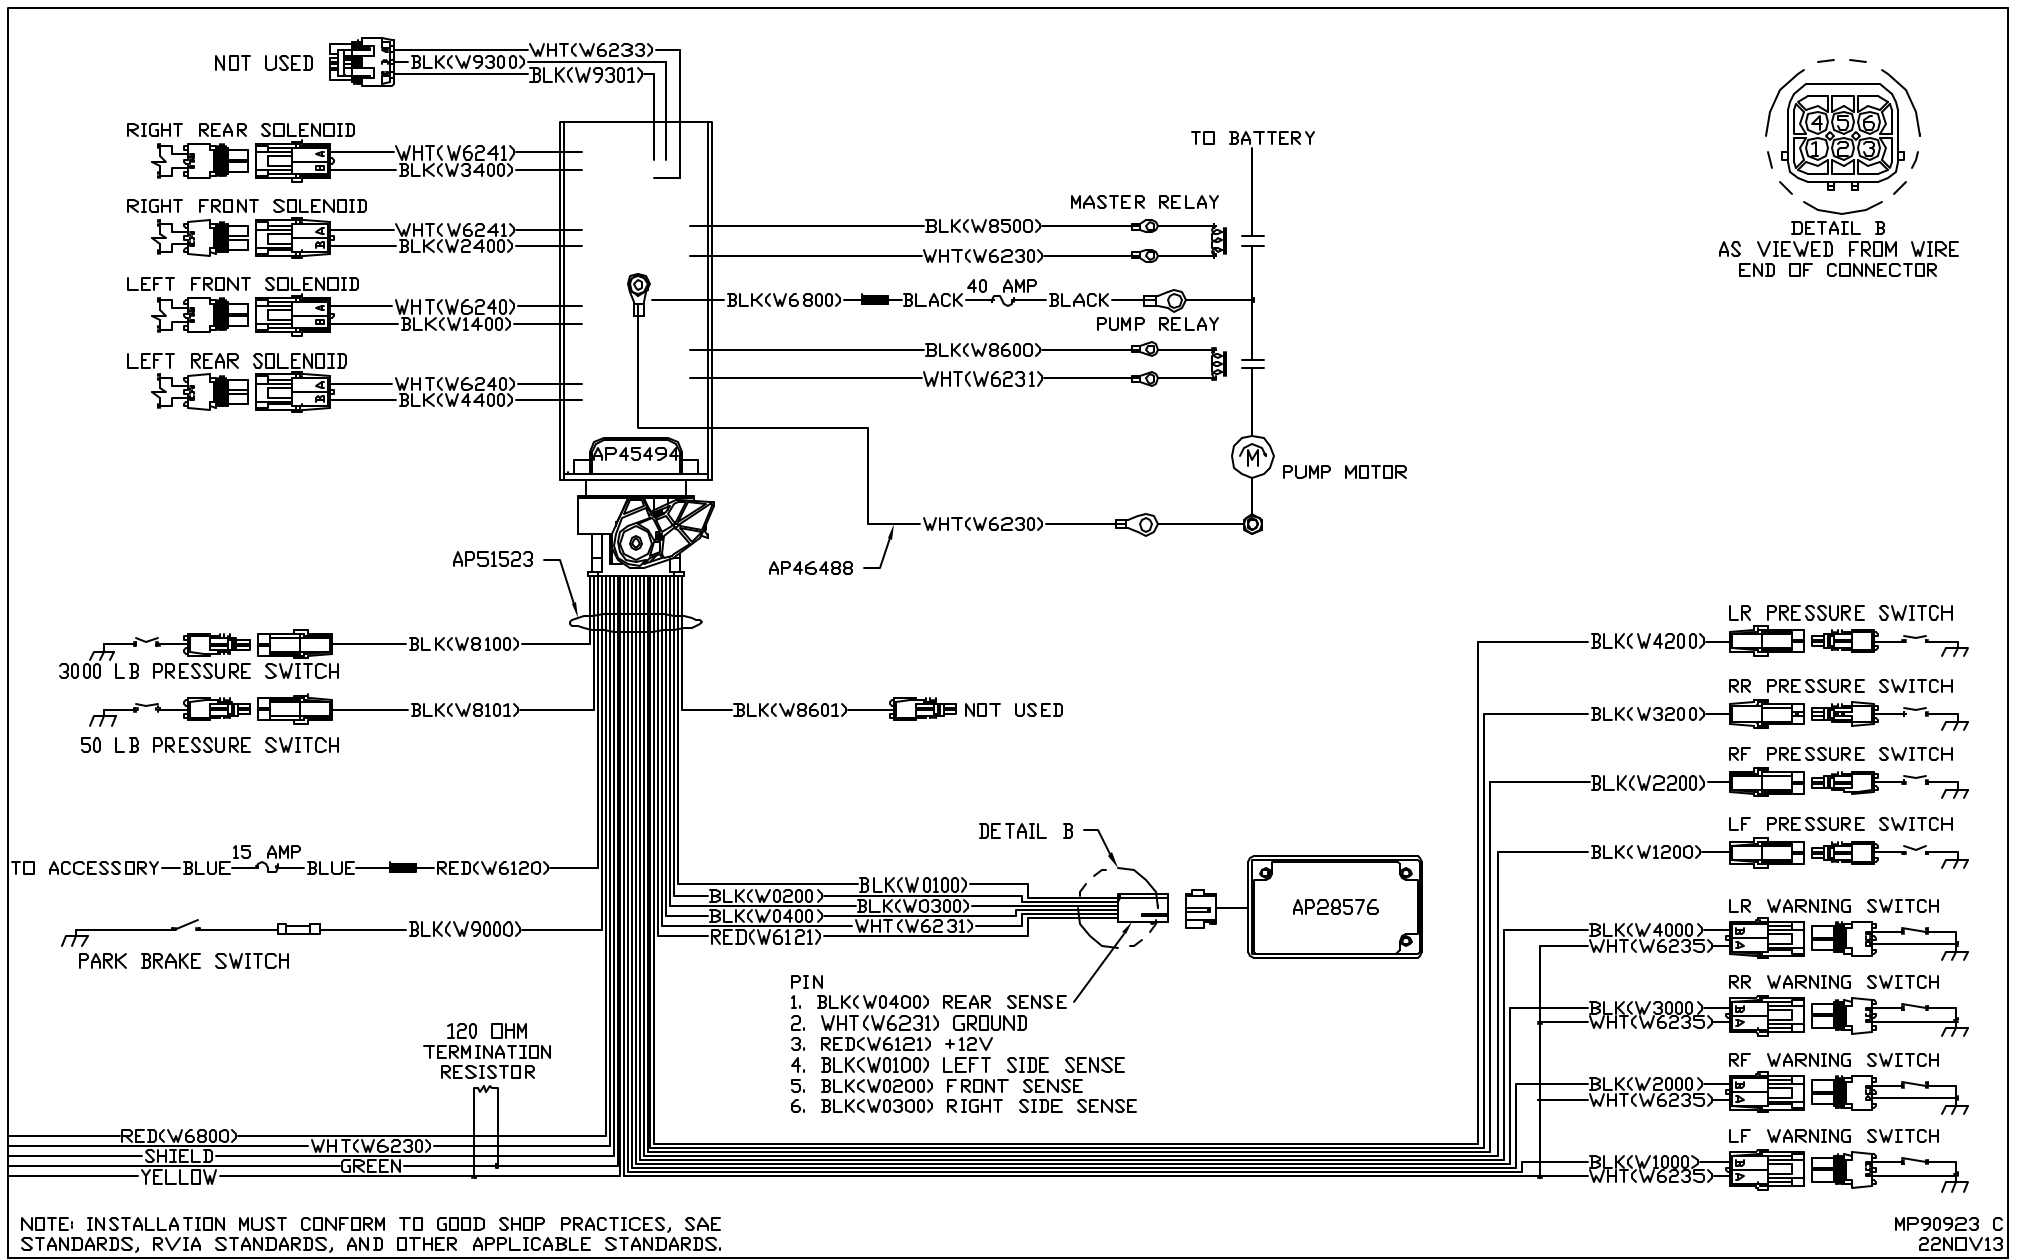 NOT USED
WHT(W6233)
BLK(W9300)
BLK(W9301)
RIGHT REAR SOLENOID
A
B
WHT(W6241)
BLK(W3400)
RIGHT FRONT SOLENOID
A
B
WHT(W6241)
BLK(W2400)
LEFT FRONT SOLENOID
A
B
WHT(W6240)
BLK(W1400)
LEFT REAR SOLENOID
A
B
WHT(W6240)
BLK(W4400)
AP45494
TO BATTERY
MASTER RELAY
BLK(W8500)
WHT(W6230)
BLK(W6800) BLACK 40 AMP BLACK
PUMP RELAY
BLK(W8600)
WHT(W6231)
M
PUMP MOTOR
WHT(W6230)
AP46488
4 5 6
1 2 3
DETAIL B
AS VIEWED FROM WIRE
END OF CONNECTOR
AP51523
BLK(W8100)
3000 LB PRESSURE SWITCH
BLK(W8101)
50 LB PRESSURE SWITCH
BLK(W8601)
NOT USED
TO ACCESSORY BLUE 15 AMP BLUE RED(W6120)
BLK(W9000)
PARK BRAKE SWITCH
DETAIL B
BLK(W0100)
BLK(W0200)
BLK(W0300)
BLK(W0400)
WHT(W6231)
RED(W6121)
AP28576
PIN
1. BLK(W0400) REAR SENSE
2. WHT(W6231) GROUND
3. RED(W6121) +12V
4. BLK(W0100) LEFT SIDE SENSE
5. BLK(W0200) FRONT SENSE
6. BLK(W0300) RIGHT SIDE SENSE
120 OHM
TERMINATION
RESISTOR
RED(W6800)
WHT(W6230)
SHIELD
GREEN
YELLOW
LR PRESSURE SWITCH
BLK(W4200)
RR PRESSURE SWITCH
BLK(W3200)
RF PRESSURE SWITCH
BLK(W2200)
LF PRESSURE SWITCH
BLK(W1200)
LR WARNING SWITCH
BLK(W4000)
B
WHT(W6235)
A
RR WARNING SWITCH
BLK(W3000)
B
WHT(W6235)
A
RF WARNING SWITCH
BLK(W2000)
B
WHT(W6235)
A
LF WARNING SWITCH
BLK(W1000)
B
WHT(W6235)
A
NOTE: INSTALLATION MUST CONFORM TO GOOD SHOP PRACTICES, SAE
STANDARDS, RVIA STANDARDS, AND OTHER APPLICABLE STANDARDS.
MP90923 C
22NOV13